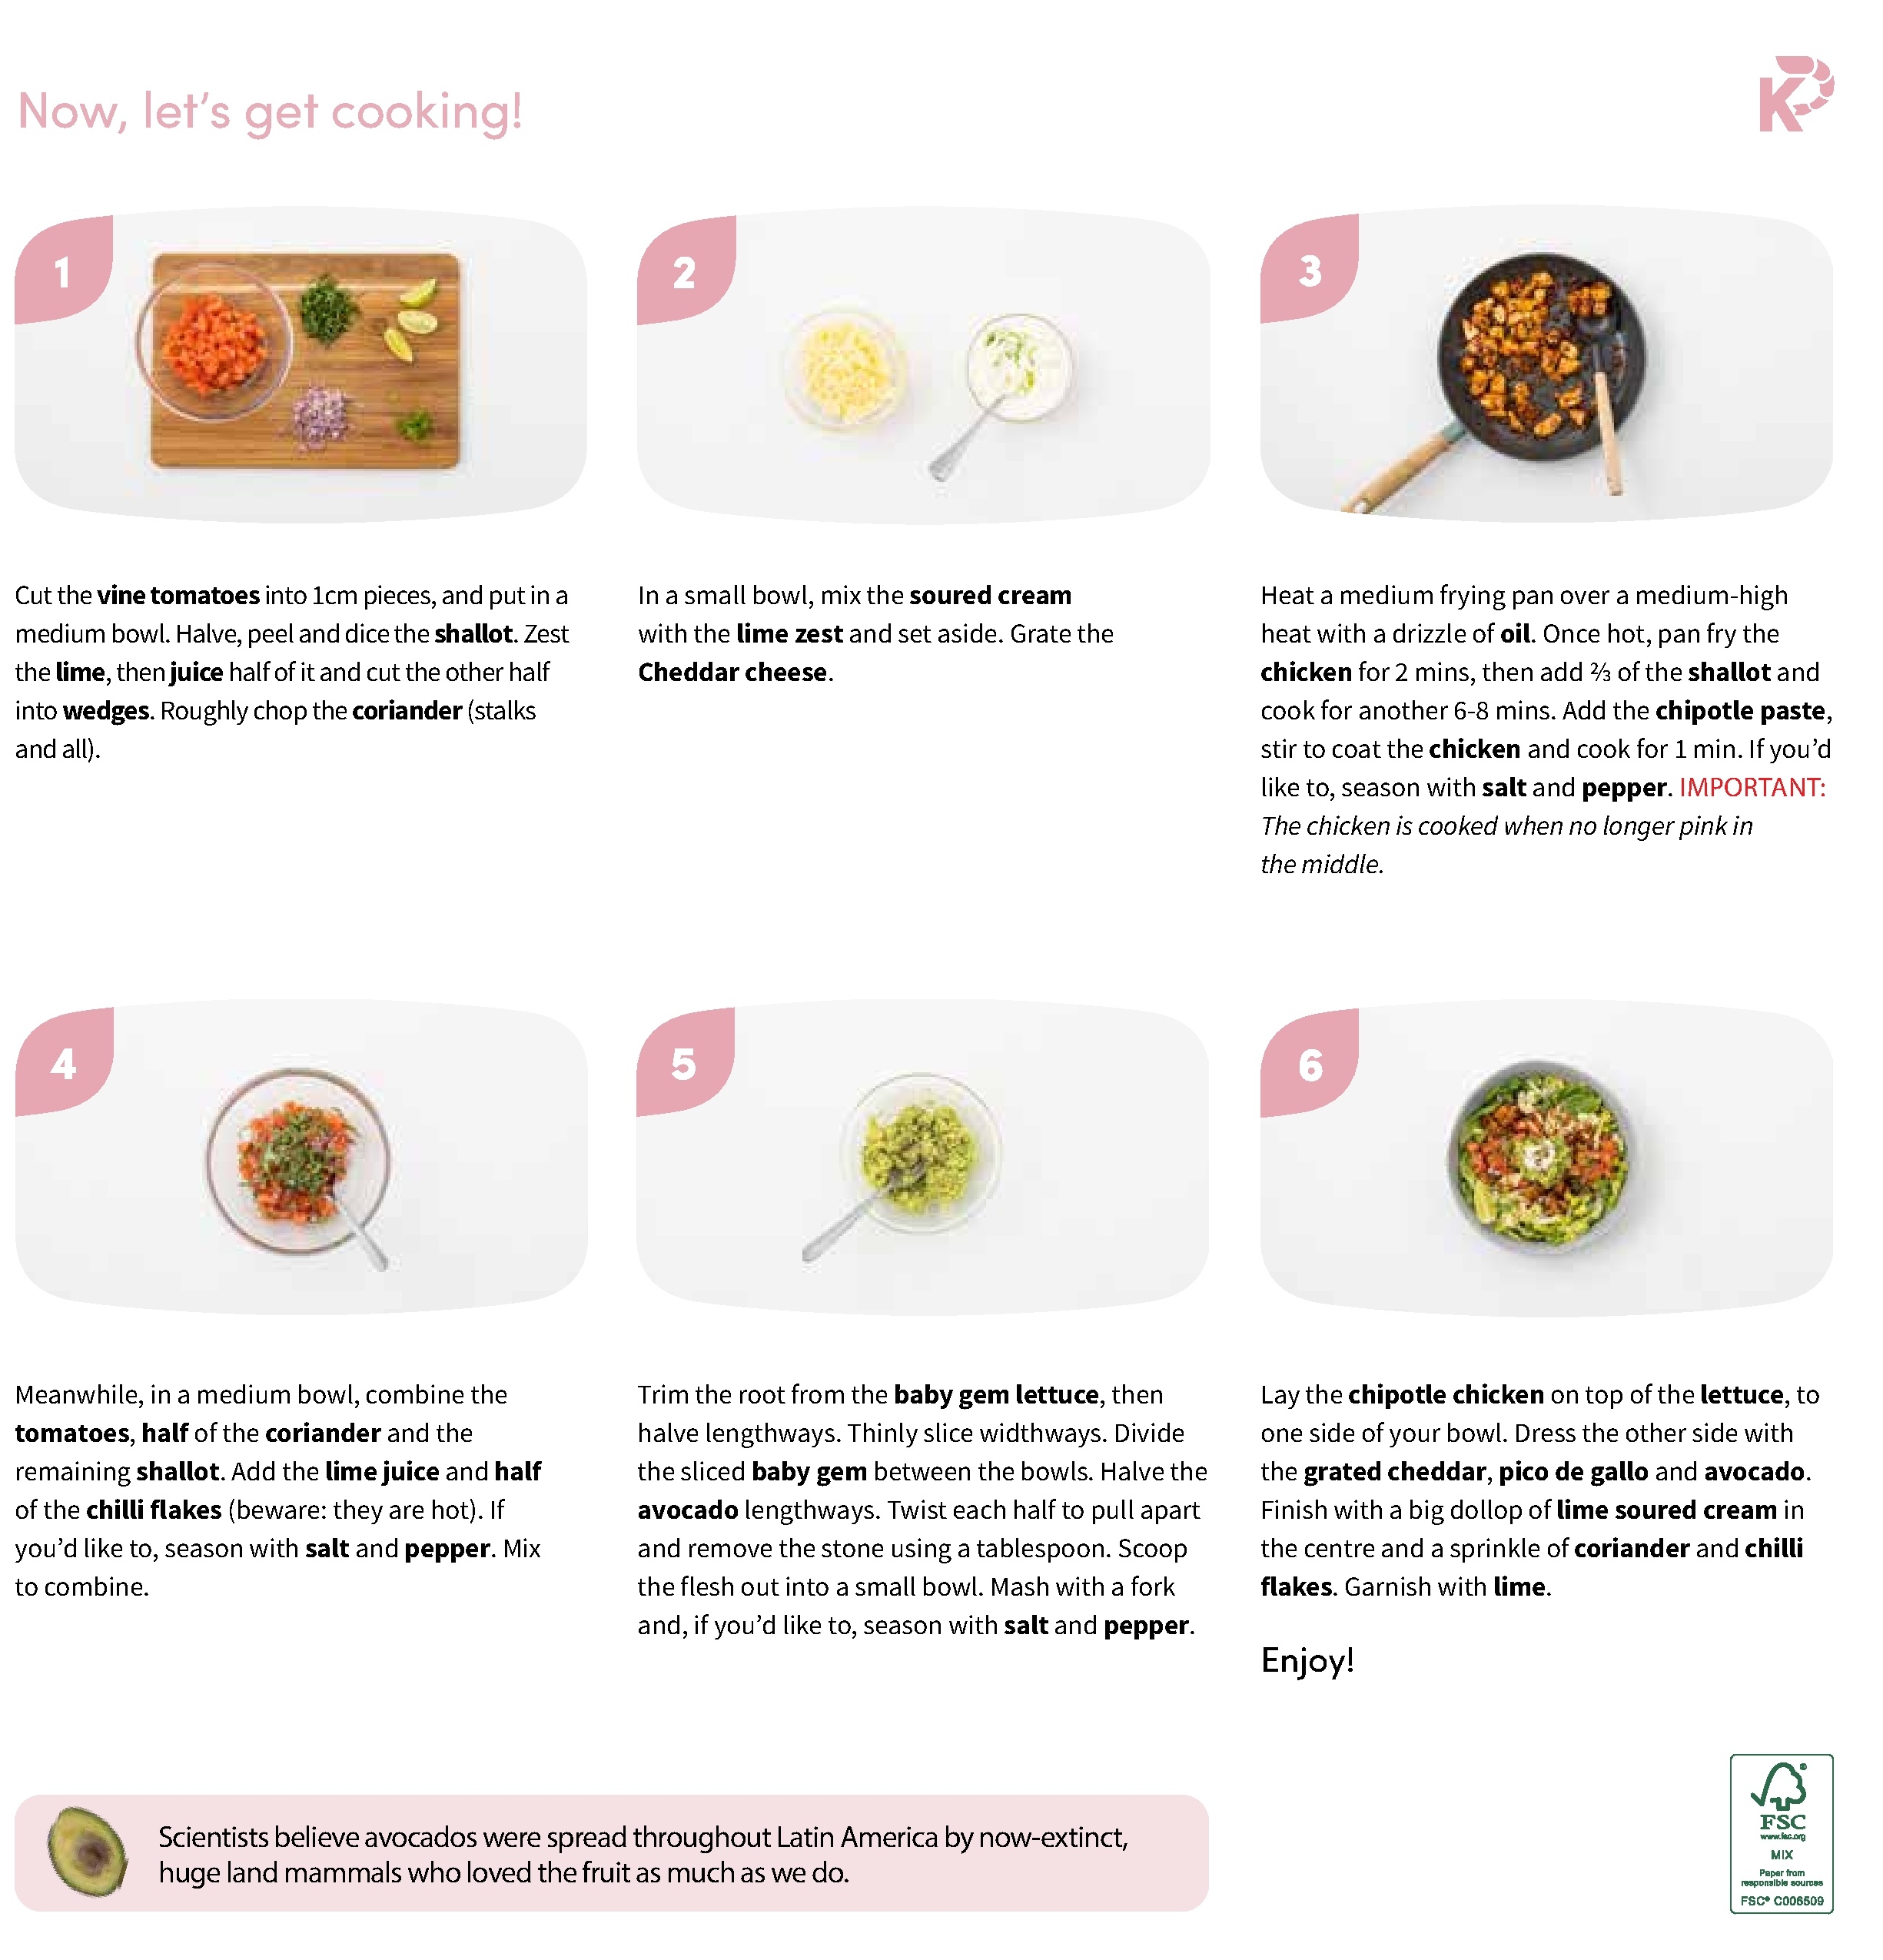 Now, let's get cooking!
K
1
Cut the vine tomatoes into 1cm pieces, and put in a
medium bowl. Halve, peel and dice the shallot. Zest
the lime, then juice half of it and cut the other half
into wedges. Roughly chop the coriander (stalks
and all).
2
In a small bowl, mix the soured cream
with the lime zest and set aside. Grate the
Cheddar cheese.
3
Heat a medium frying pan over a medium-high
heat with a drizzle of oil. Once hot, pan fry the
chicken for 2 mins, then add ⅔ of the shallot and
cook for another 6-8 mins. Add the chipotle paste,
stir to coat the chicken and cook for 1 min. If you'd
like to, season with salt and pepper. IMPORTANT:
The chicken is cooked when no longer pink in
the middle.
4
Meanwhile, in a medium bowl, combine the
tomatoes, half of the coriander and the
remaining shallot. Add the lime juice and half
of the chilli flakes (beware: they are hot). If
you'd like to, season with salt and pepper. Mix
to combine.
5
Trim the root from the baby gem lettuce, then
halve lengthways. Thinly slice widthways. Divide
the sliced baby gem between the bowls. Halve the
avocado lengthways. Twist each half to pull apart
and remove the stone using a tablespoon. Scoop
the flesh out into a small bowl. Mash with a fork
and, if you'd like to, season with salt and pepper.
6
Lay the chipotle chicken on top of the lettuce, to
one side of your bowl. Dress the other side with
the grated cheddar, pico de gallo and avocado.
Finish with a big dollop of lime soured cream in
the centre and a sprinkle of coriander and chilli
flakes. Garnish with lime.
Enjoy!
Scientists believe avocados were spread throughout Latin America by now-extinct,
huge land mammals who loved the fruit as much as we do.
®
FSC
www.fsc.org
MIX
Paper from
responsible sources
FSC® C006509